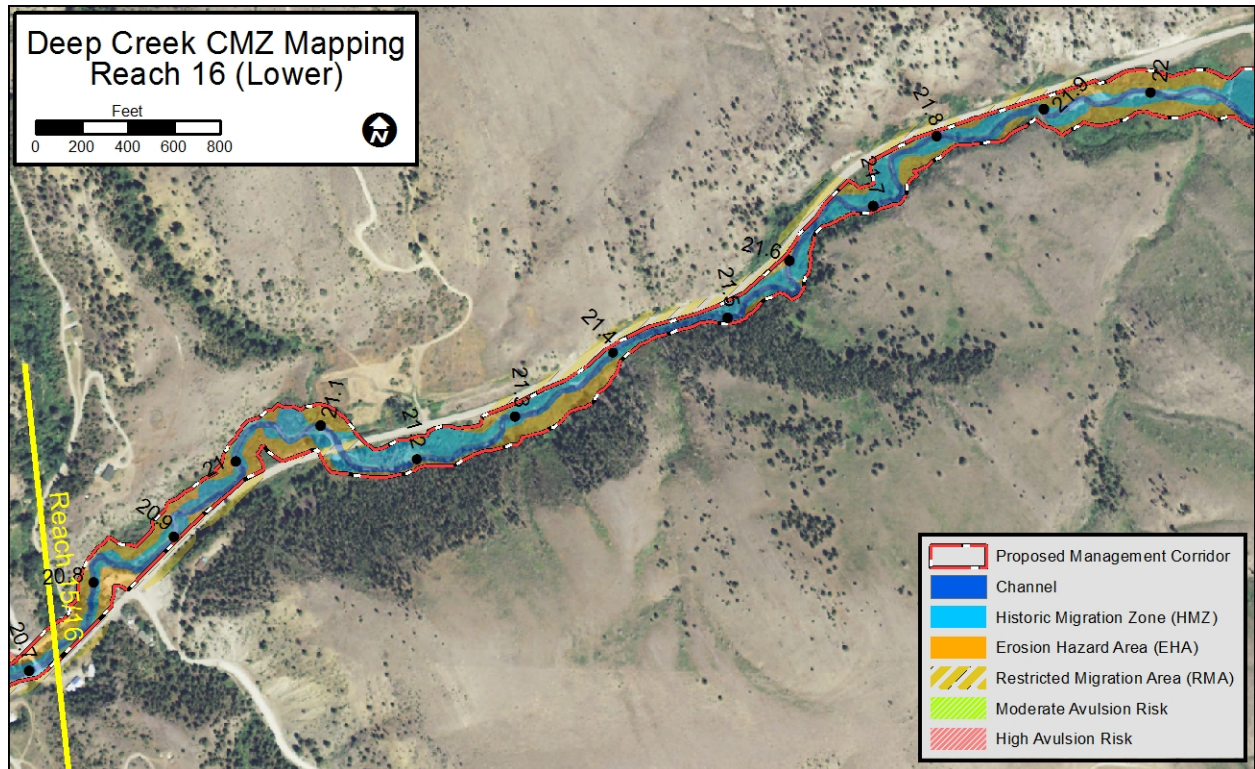 Deep Creek CMZ Mapping
Reach 16 (Lower)
Feet
0 200 400 600 800
N
22
21.9
21.8
21.7
21.6
21.5
21.4
21.3
21.2
21.1
21
20.9
20.8
20.7
Reach 15/16
Proposed Management Corridor
Channel
Historic Migration Zone (HMZ)
Erosion Hazard Area (EHA)
Restricted Migration Area (RMA)
Moderate Avulsion Risk
High Avulsion Risk